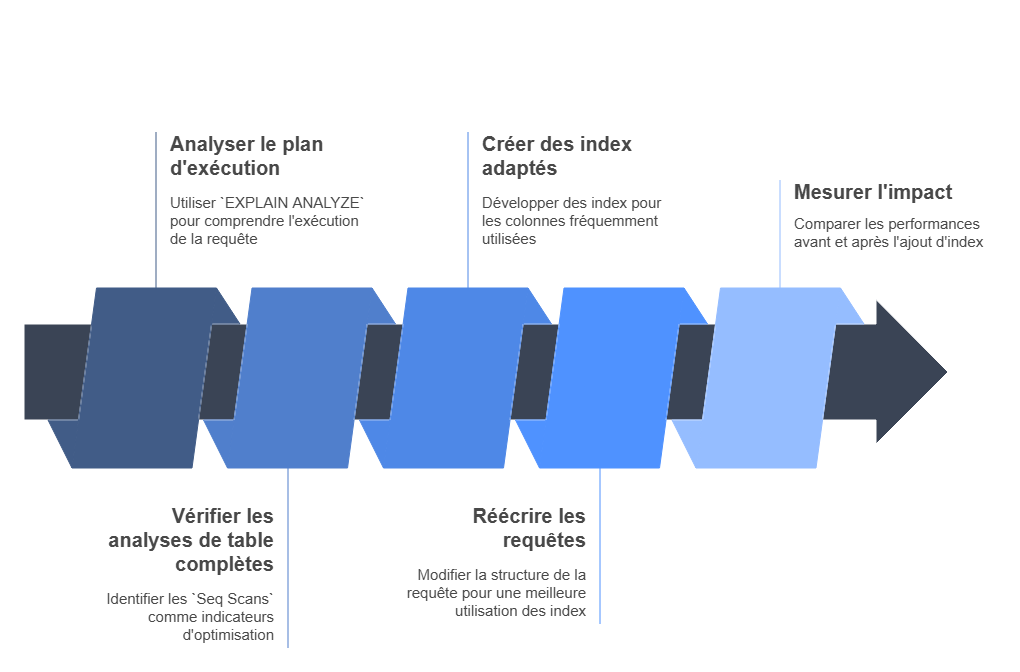 Analyser le plan
d'exécution
Utiliser `EXPLAIN ANALYZE`
pour comprendre l'exécution
de la requête
Vérifier les
analyses de table
complètes
Identifier les `Seq Scans`
comme indicateurs
d'optimisation
Créer des index
adaptés
Développer des index pour
les colonnes fréquemment
utilisées
Réécrire les
requêtes
Modifier la structure de la
requête pour une meilleure
utilisation des index
Mesurer l'impact
Comparer les performances
avant et après l'ajout d'index